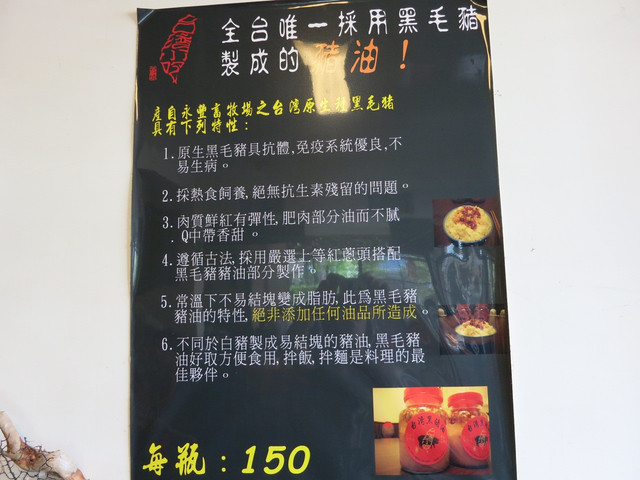 台灣小吃
全台唯一採用黑毛豬
製成的豬油！
產自永豐畜牧場之台灣原生種黑毛豬
具有下列特性：
1.原生黑毛豬具抗體,免疫系統優良,不
易生病。
2.採熱食飼養,絕無抗生素殘留的問題。
3.肉質鮮紅有彈性,肥肉部分油而不膩
.Q中帶香甜。
4.遵循古法,採用嚴選上等紅蔥頭搭配
黑毛豬豬油部分製作。
5.常溫下不易結塊變成脂肪,此為黑毛豬
豬油的特性,絕非添加任何油品所造成。
6.不同於白豬製成易結塊的豬油,黑毛豬
油好取方便食用,拌飯,拌麵是料理的最
佳夥伴。
每瓶：150